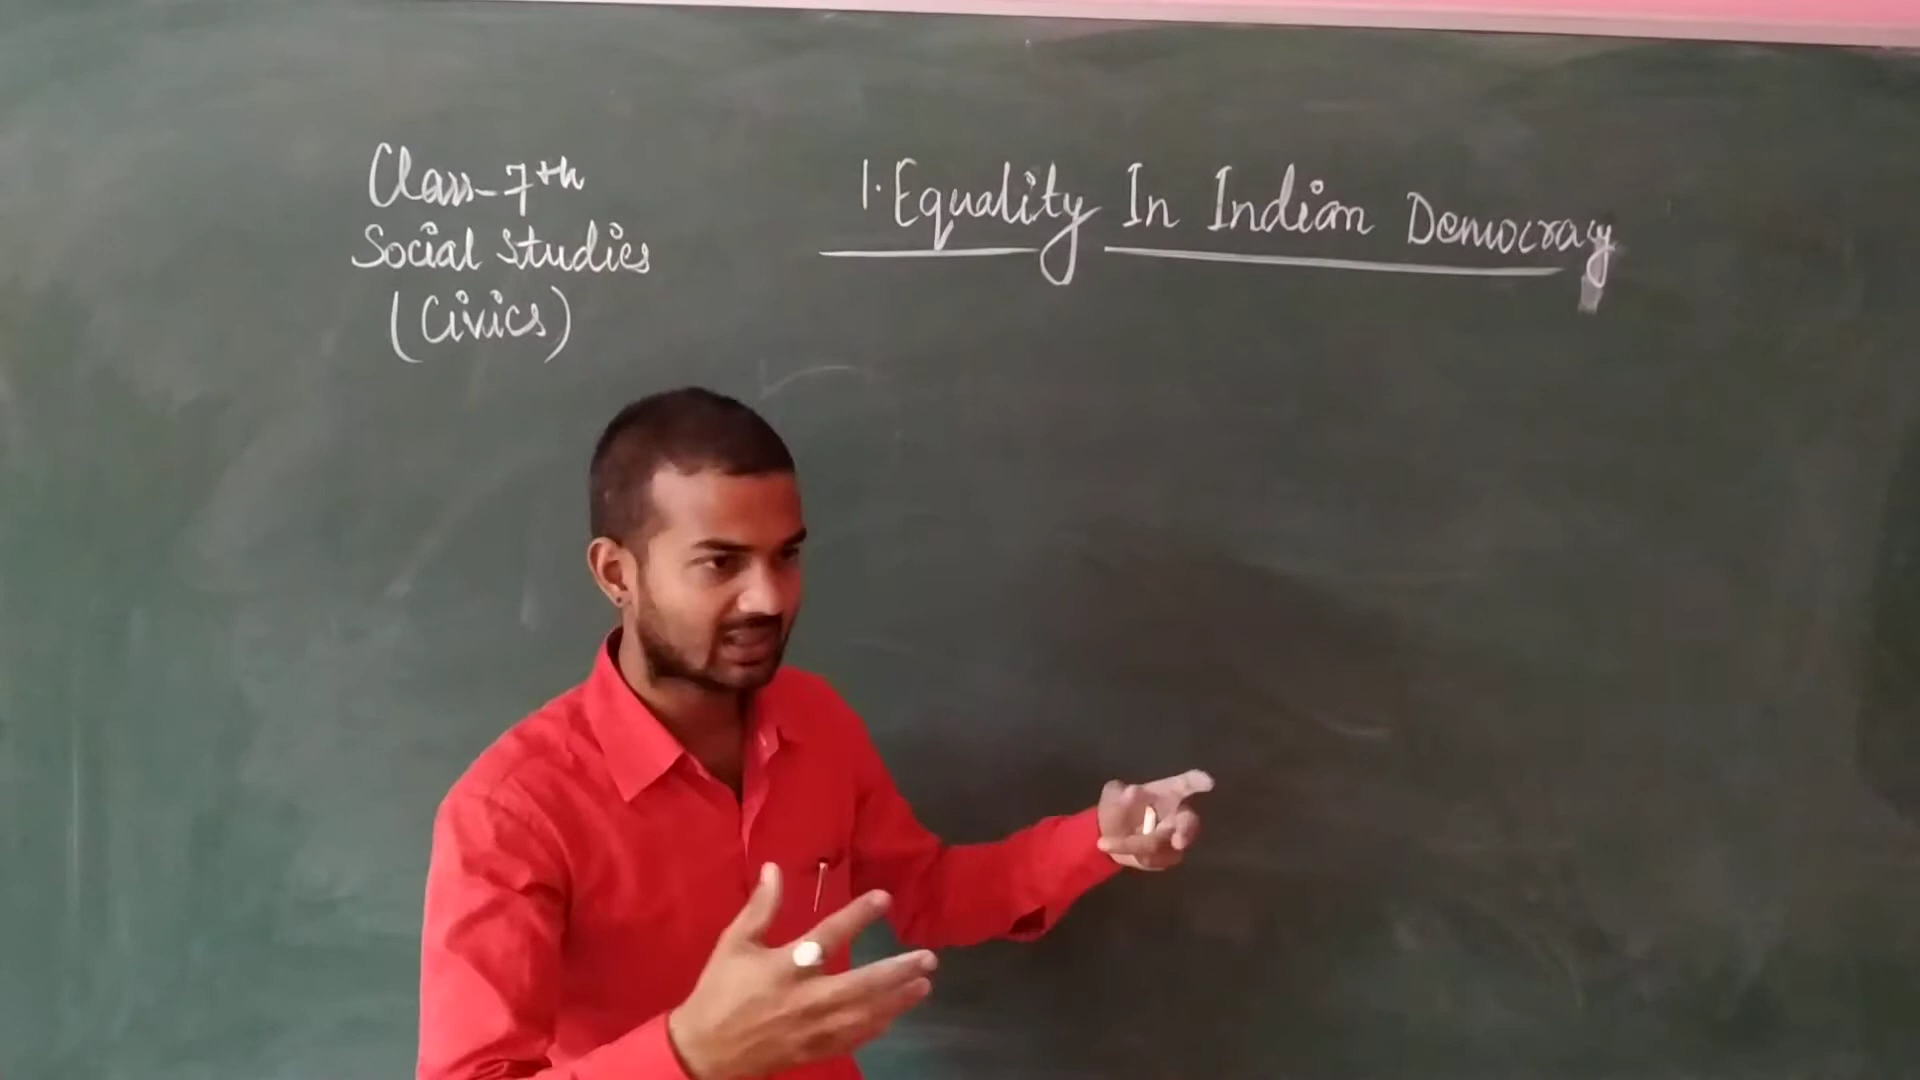 Class-7th
Social Studies
(Civics)
1. Equality In Indian Democracy